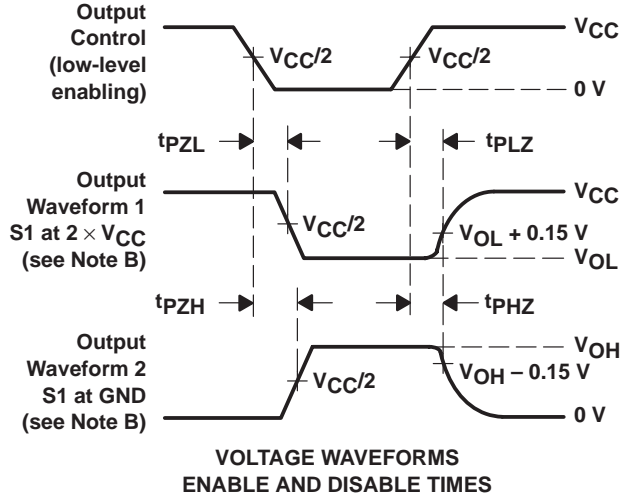 Output
Control
(low-level
enabling)
VCC/2
VCC/2
VCC
0 V
tPZL
tPLZ
Output
Waveform 1
S1 at 2 × VCC
(see Note B)
VCC/2
VCC
VOL + 0.15 V
VOL
tPZH
tPHZ
Output
Waveform 2
S1 at GND
(see Note B)
VCC/2
VOH
VOH – 0.15 V
0 V
VOLTAGE WAVEFORMS
ENABLE AND DISABLE TIMES